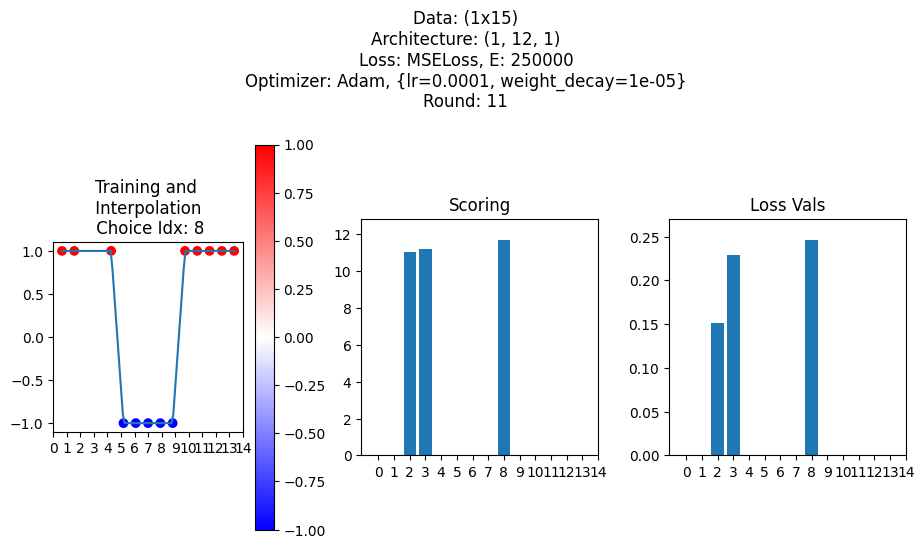 Data: (1x15)
Architecture: (1, 12, 1)
Loss: MSELoss, E: 250000
Optimizer: Adam, {lr=0.0001, weight_decay=1e-05}
Round: 11
Training and
Interpolation
Choice Idx: 8
1.0
0.5
0.0
−0.5
−1.0
0 1 2 3 4 5 6 7 8 9 10 11 12 13 14
1.00
0.75
0.50
0.25
0.00
−0.25
−0.50
−0.75
−1.00
Scoring
12
10
8
6
4
2
0
0 1 2 3 4 5 6 7 8 9 10 11 12 13 14
Loss Vals
0.25
0.20
0.15
0.10
0.05
0.00
0 1 2 3 4 5 6 7 8 9 10 11 12 13 14